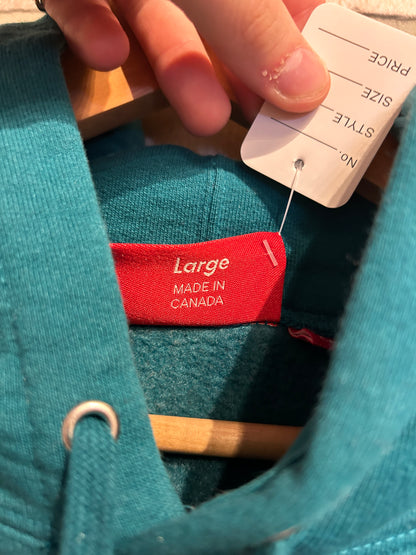 No.
STYLE
SIZE
PRICE
Large
MADE IN
CANADA